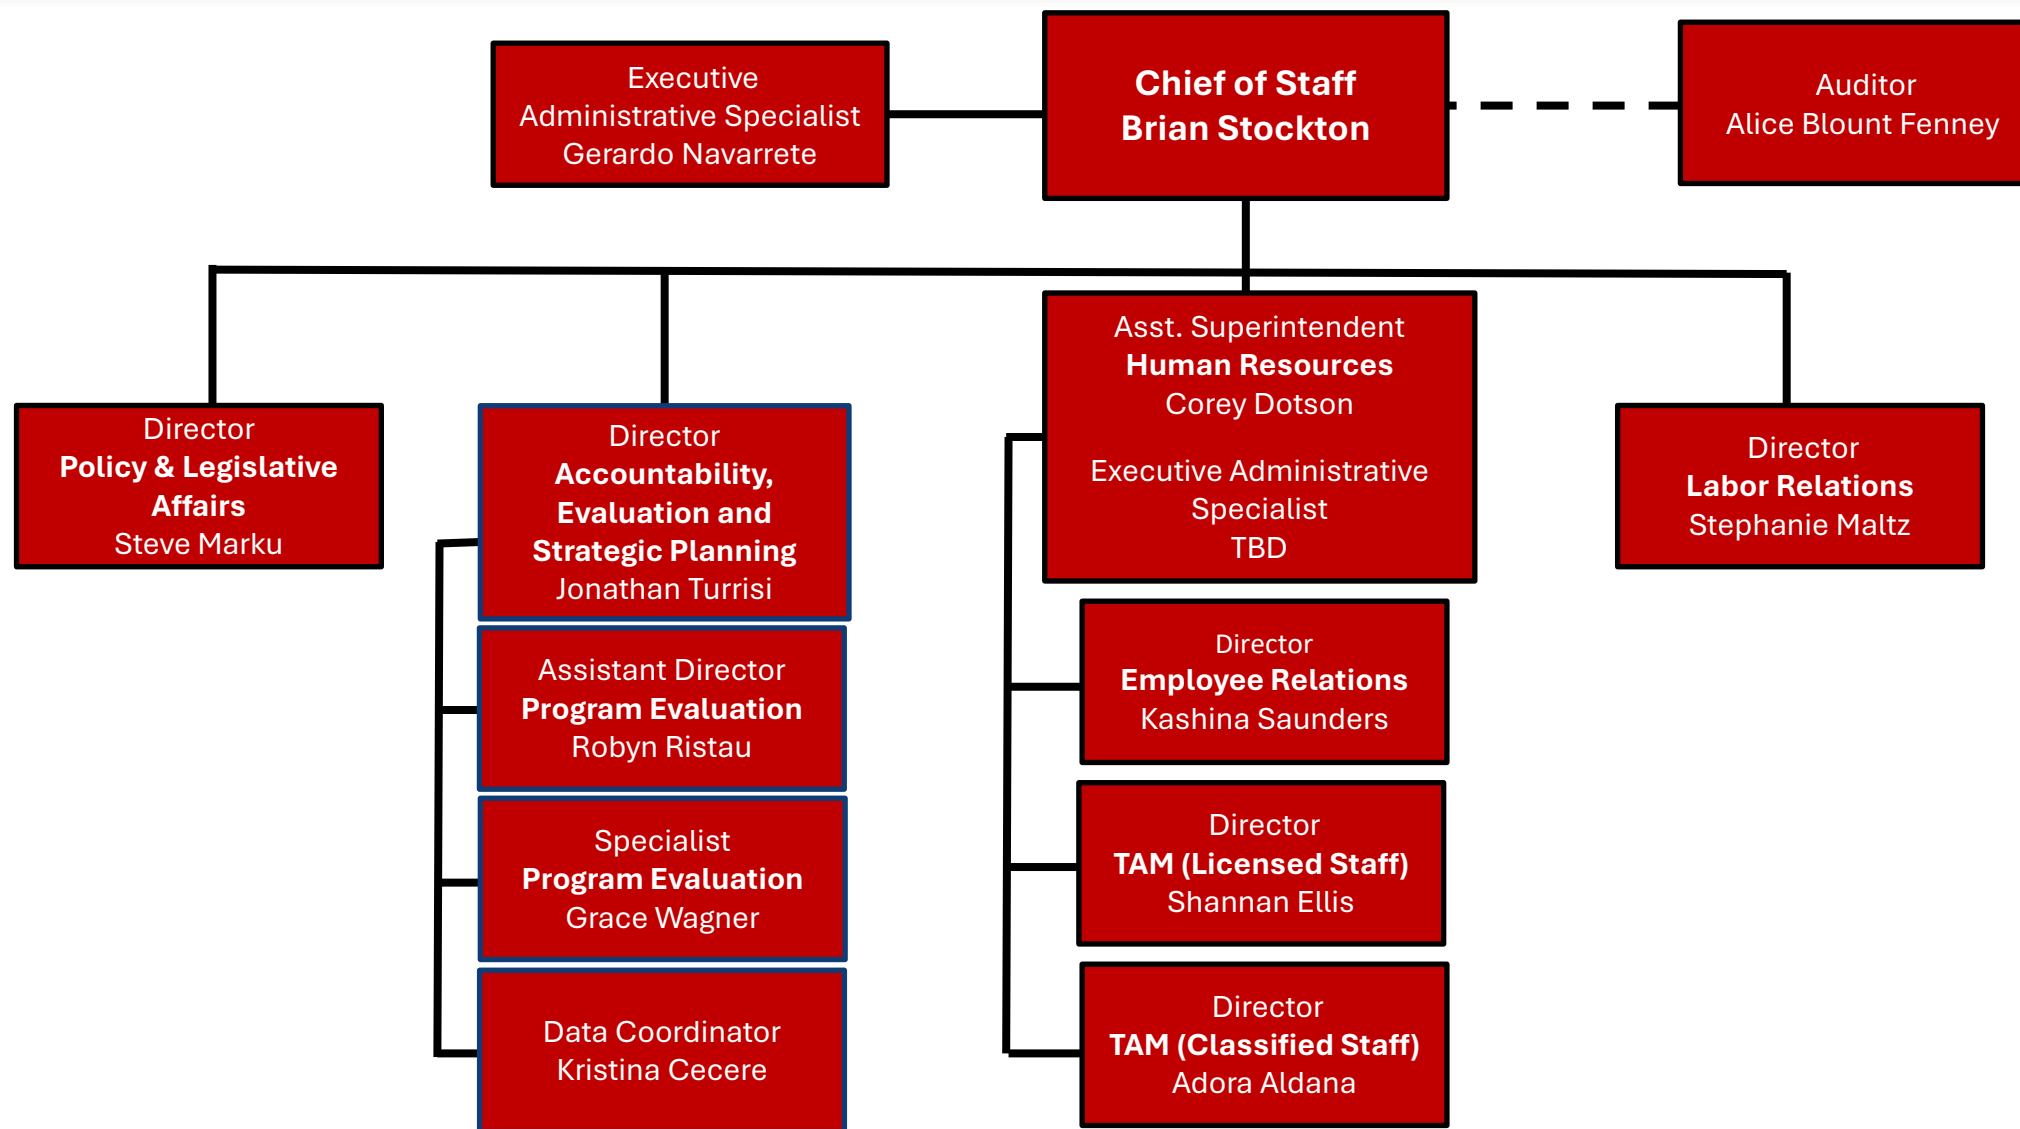 Executive
Administrative Specialist
Gerardo Navarrete
Chief of Staff
Brian Stockton
Auditor
Alice Blount Fenney
Director
Policy & Legislative
Affairs
Steve Marku
Director
Accountability,
Evaluation and
Strategic Planning
Jonathan Turrisi
Assistant Director
Program Evaluation
Robyn Ristau
Specialist
Program Evaluation
Grace Wagner
Data Coordinator
Kristina Cecere
Asst. Superintendent
Human Resources
Corey Dotson
Executive Administrative
Specialist
TBD
Director
Employee Relations
Kashina Saunders
Director
TAM (Licensed Staff)
Shannan Ellis
Director
TAM (Classified Staff)
Adora Aldana
Director
Labor Relations
Stephanie Maltz